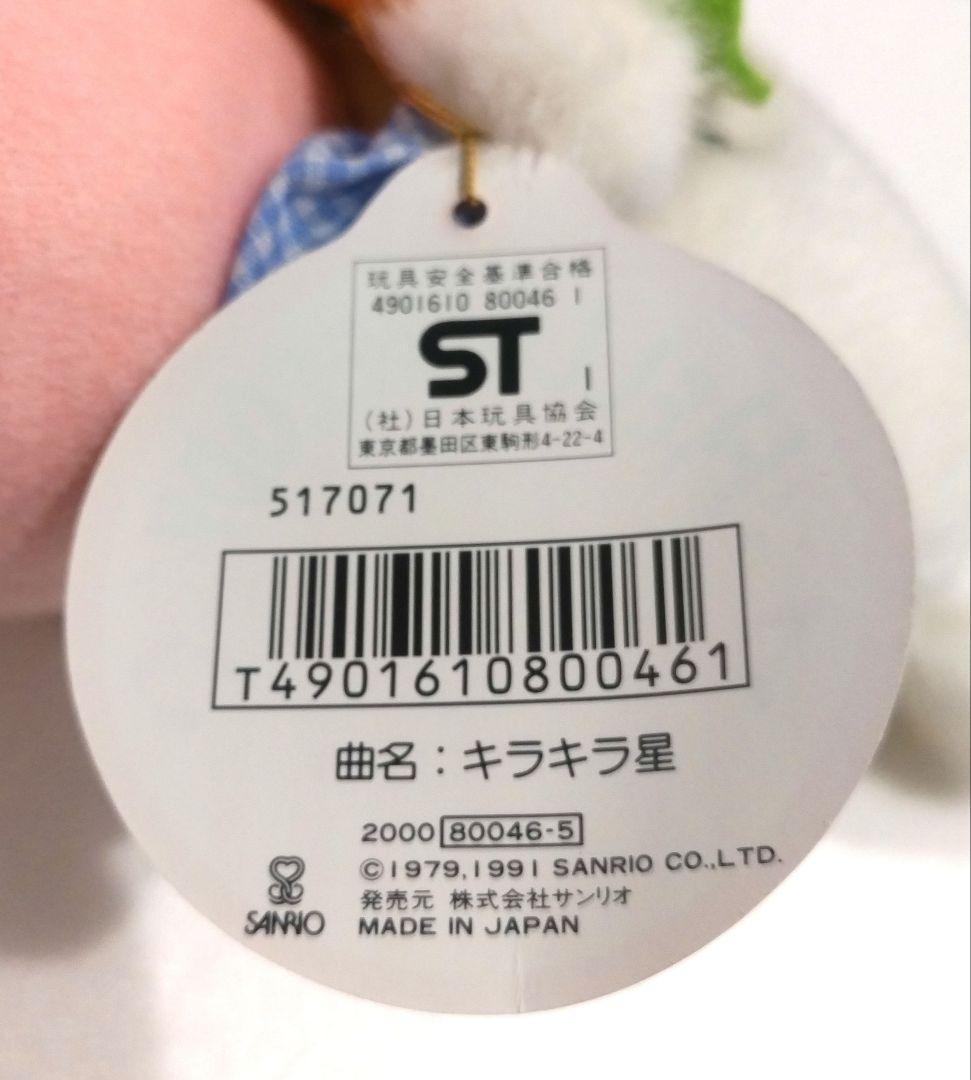 玩具安全基準合格
4901610 80046 1
ST 1
(社)日本玩具協会
東京都墨田区東駒形4-22-4
517071
T4901610800461
曲名：キラキラ星
2000 80046-5
©1979,1991 SANRIO CO.,LTD.
発売元 株式会社サンリオ
MADE IN JAPAN
SANRIO